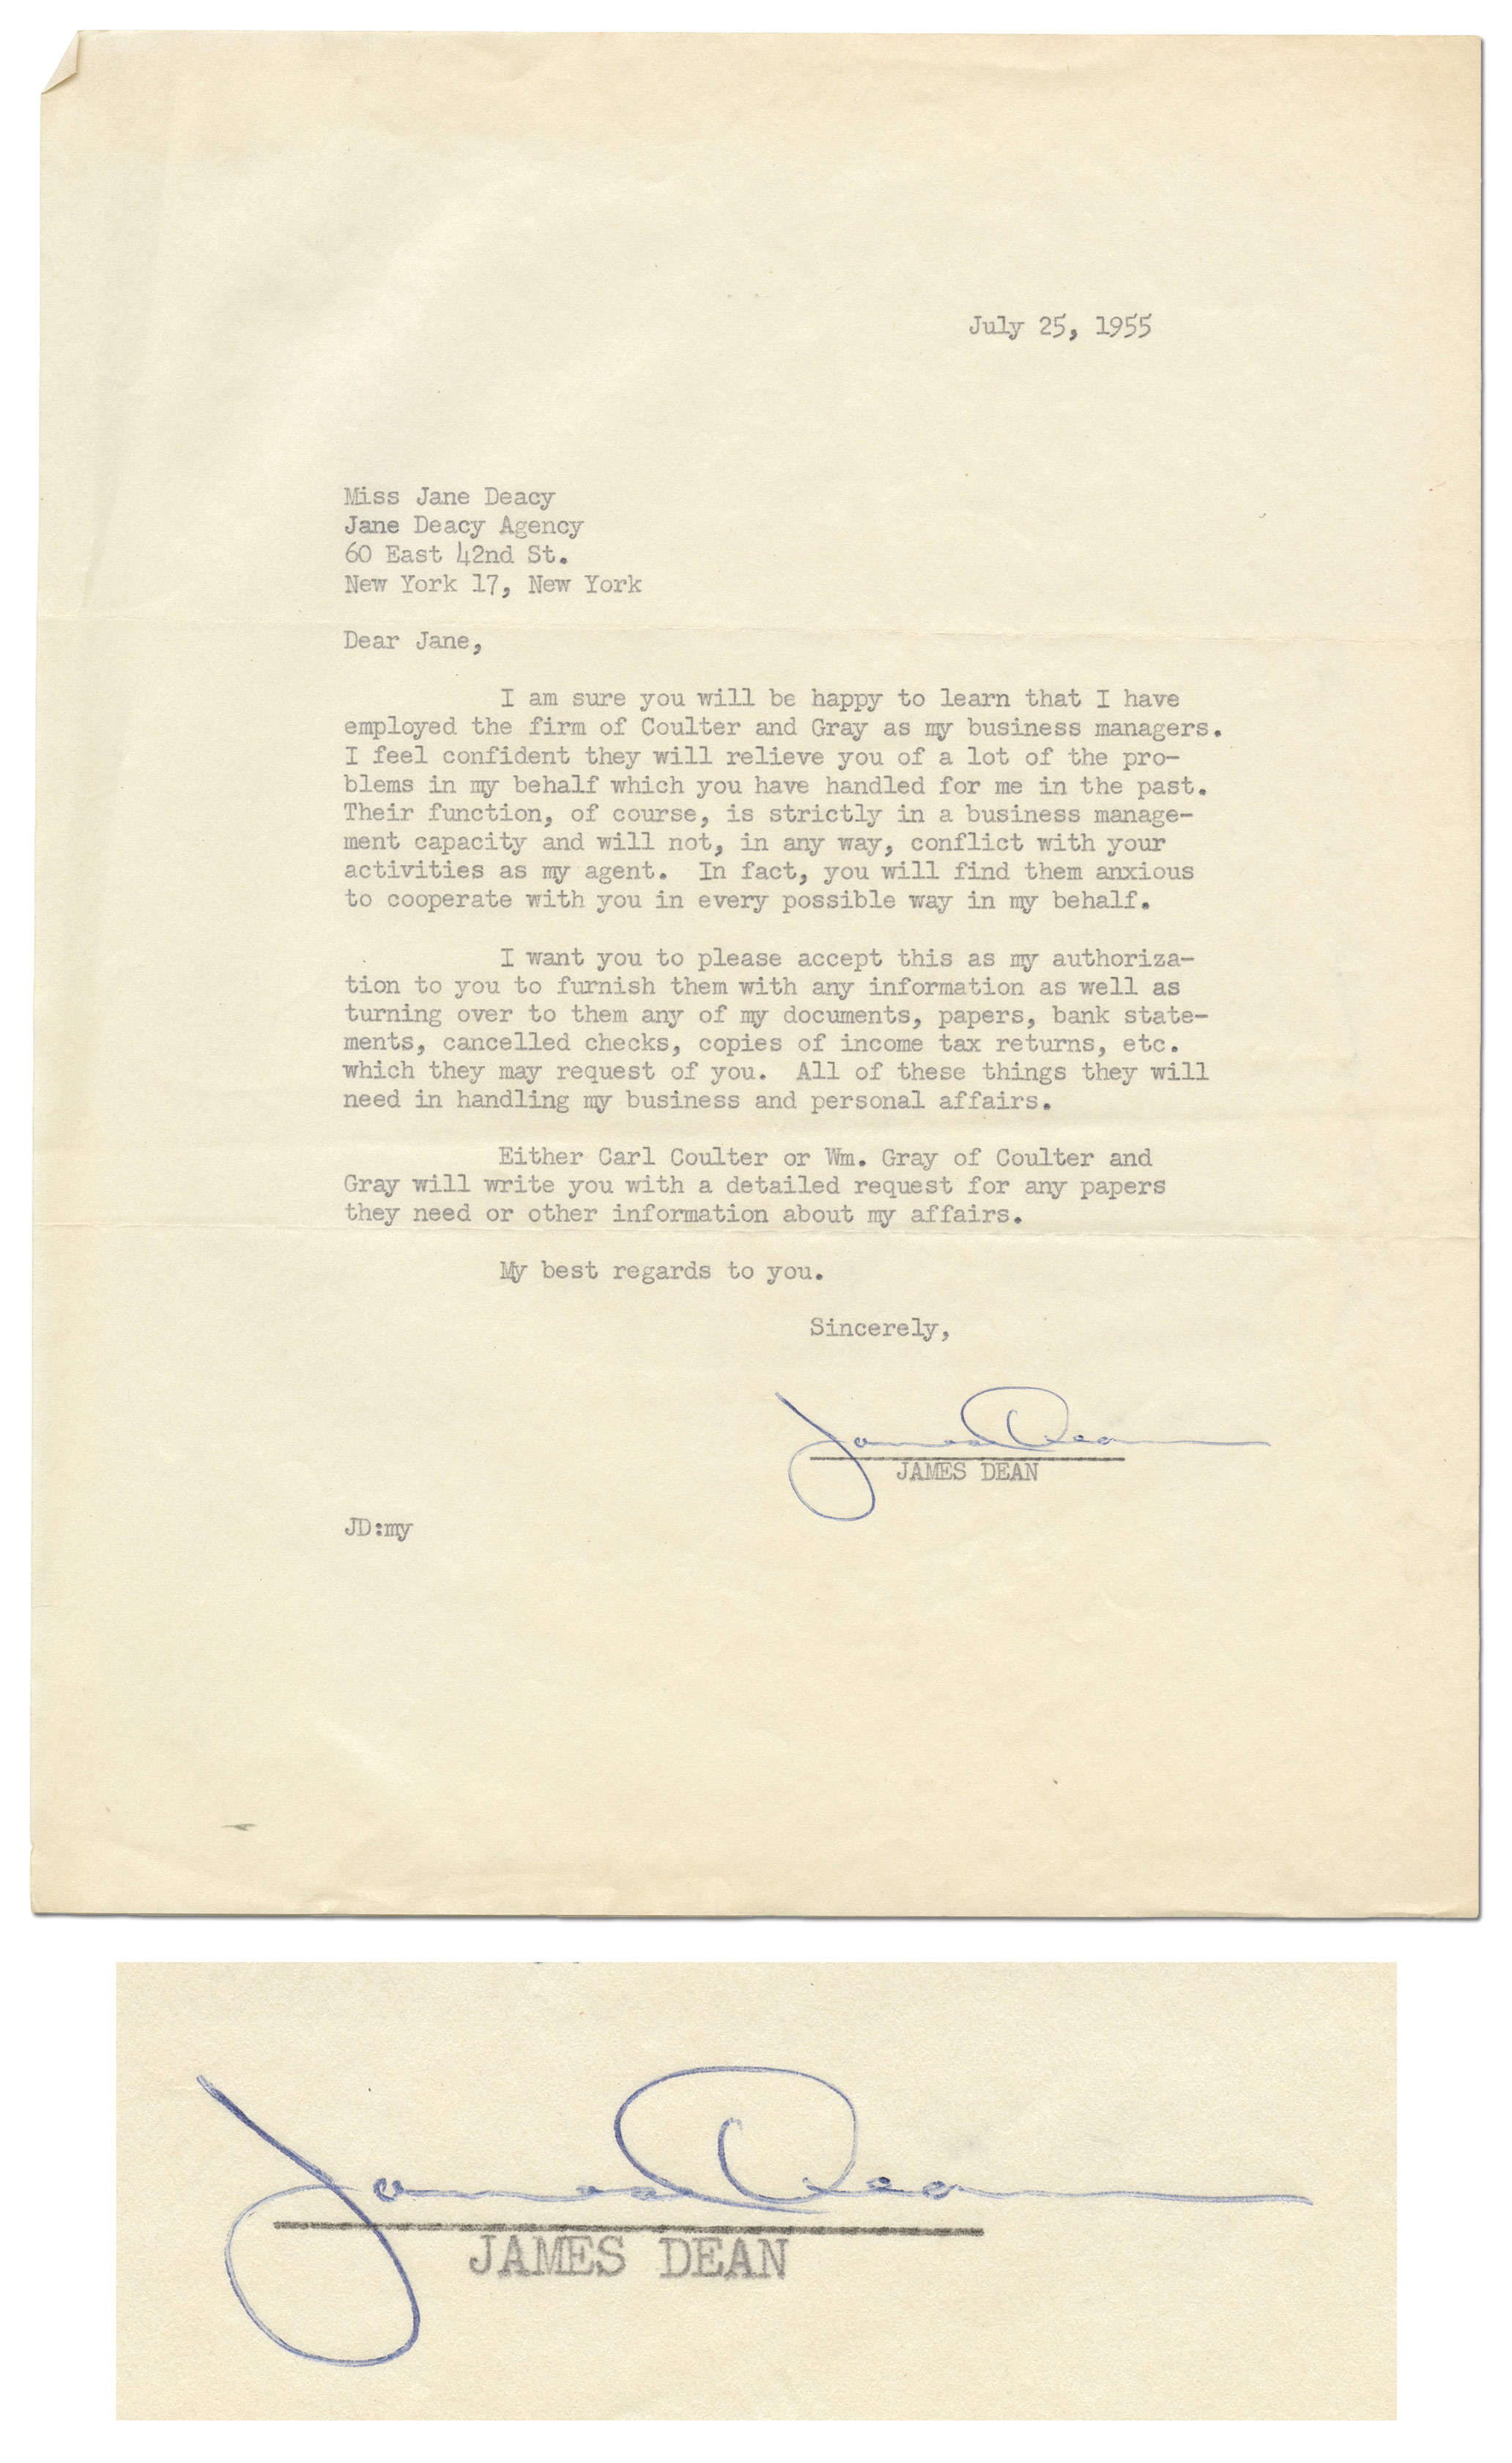 July 25, 1955
Miss Jane Deacy
Jane Deacy Agency
60 East 42nd St.
New York 17, New York
Dear Jane,
I am sure you will be happy to learn that I have
employed the firm of Coulter and Gray as my business managers.
I feel confident they will relieve you of a lot of the pro-
blems in my behalf which you have handled for me in the past.
Their function, of course, is strictly in a business manage-
ment capacity and will not, in any way, conflict with your
activities as my agent. In fact, you will find them anxious
to cooperate with you in every possible way in my behalf.
I want you to please accept this as my authoriza-
tion to you to furnish them with any information as well as
turning over to them any of my documents, papers, bank state-
ments, cancelled checks, copies of income tax returns, etc.
which they may request of you. All of these things they will
need in handling my business and personal affairs.
Either Carl Coulter or Wm. Gray of Coulter and
Gray will write you with a detailed request for any papers
they need or other information about my affairs.
My best regards to you.
Sincerely,
James Dean
JAMES DEAN
JD:my
James Dean
JAMES DEAN